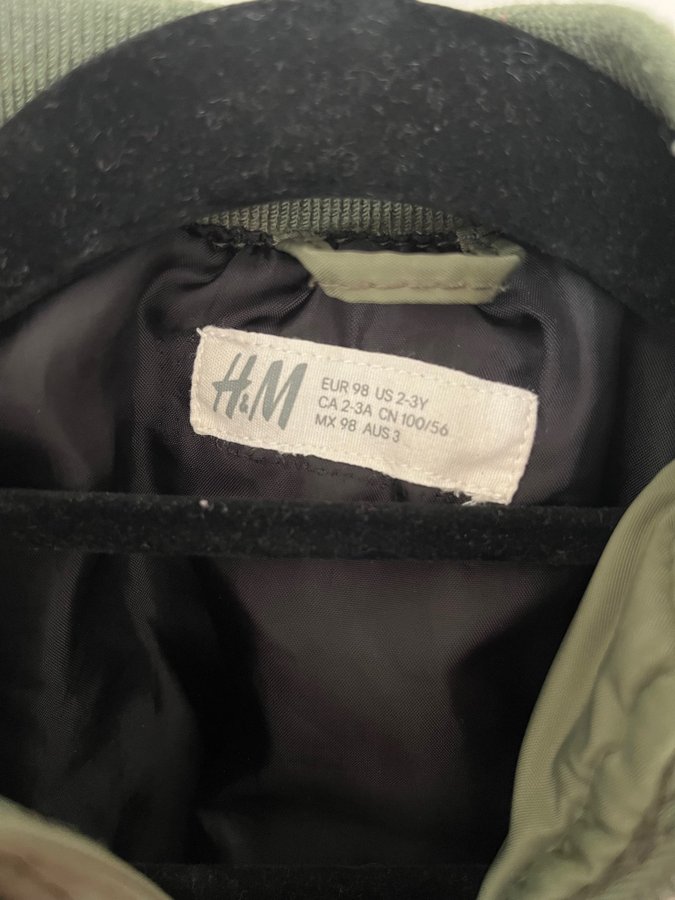 H&M
EUR 98 US 2-3Y
CA 2-3A CN 100/56
MX 98 AUS 3